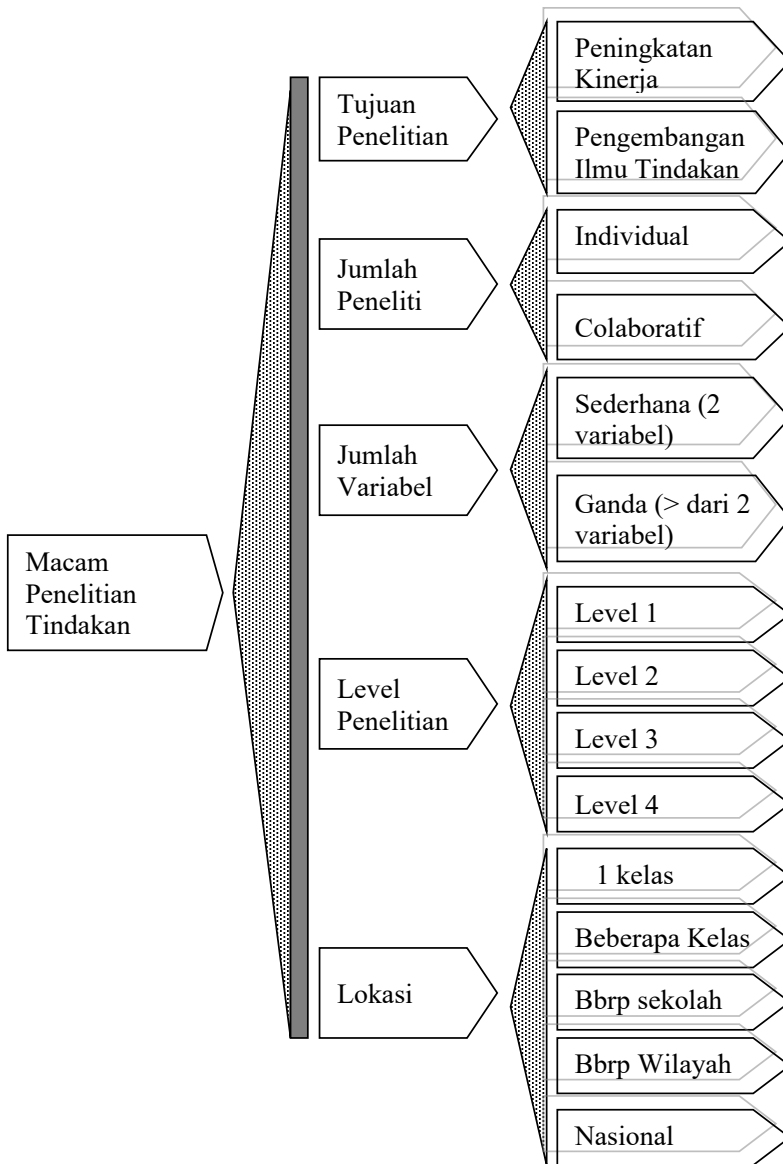 Macam
Penelitian
Tindakan
Tujuan
Penelitian
Peningkatan
Kinerja
Pengembangan
Ilmu Tindakan
Jumlah
Peneliti
Individual
Colaboratif
Jumlah
Variabel
Sederhana (2
variabel)
Ganda (> dari 2
variabel)
Level
Penelitian
Level 1
Level 2
Level 3
Level 4
Lokasi
1 kelas
Beberapa Kelas
Bbrp sekolah
Bbrp Wilayah
Nasional